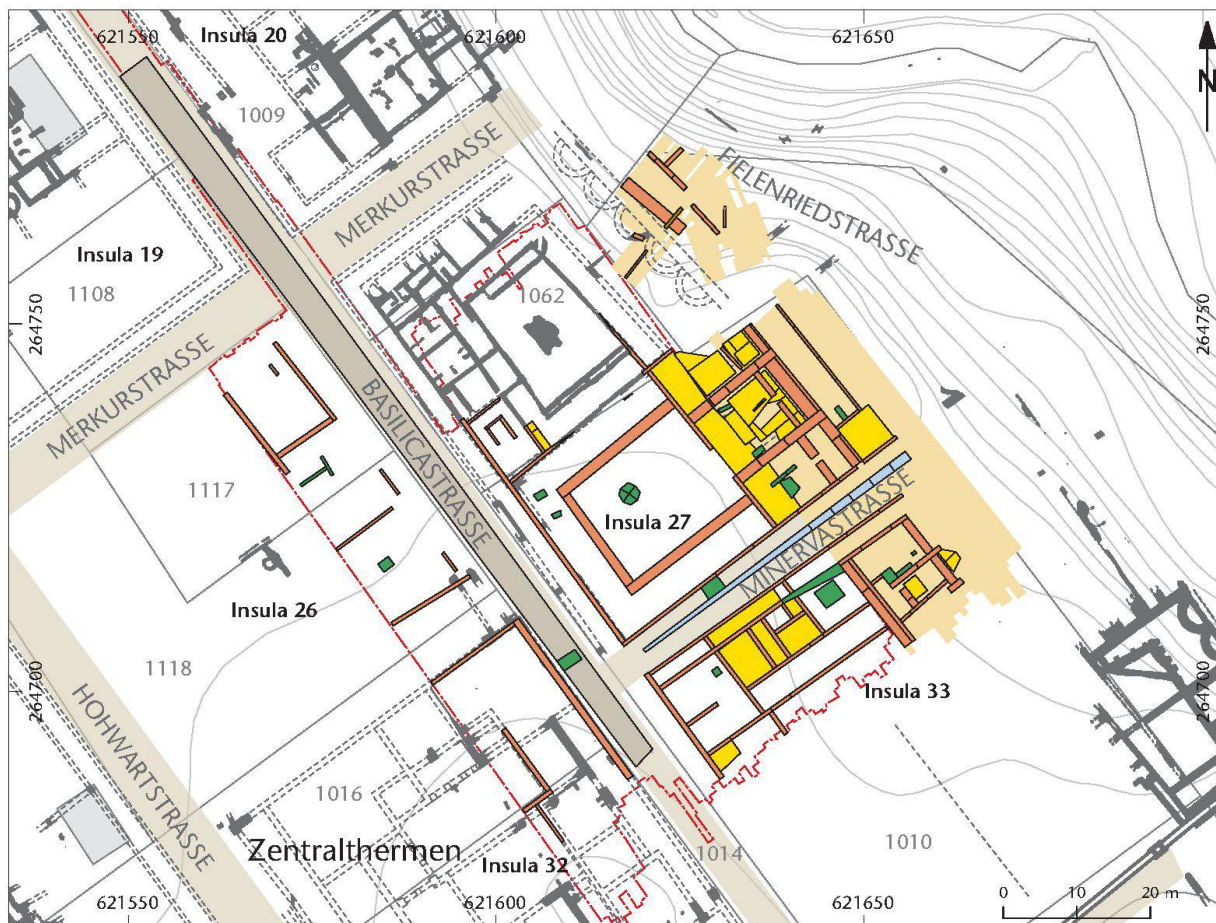 621550
Insula 20
621600
621650
N
1009
MERKURSTRASSE
FIELENRIEDSTRASSE
Insula 19
1108
1062
264750
264750
MERKURSTRASSE
BASILICASTRASSE
1117
Insula 27
MINERVASTRASSE
Insula 26
1118
264700
Insula 33
264700
HOHWARTSTRASSE
1016
Zentralthermen
Insula 32
1014
1010
621550
621600
621650
0 10 20 m